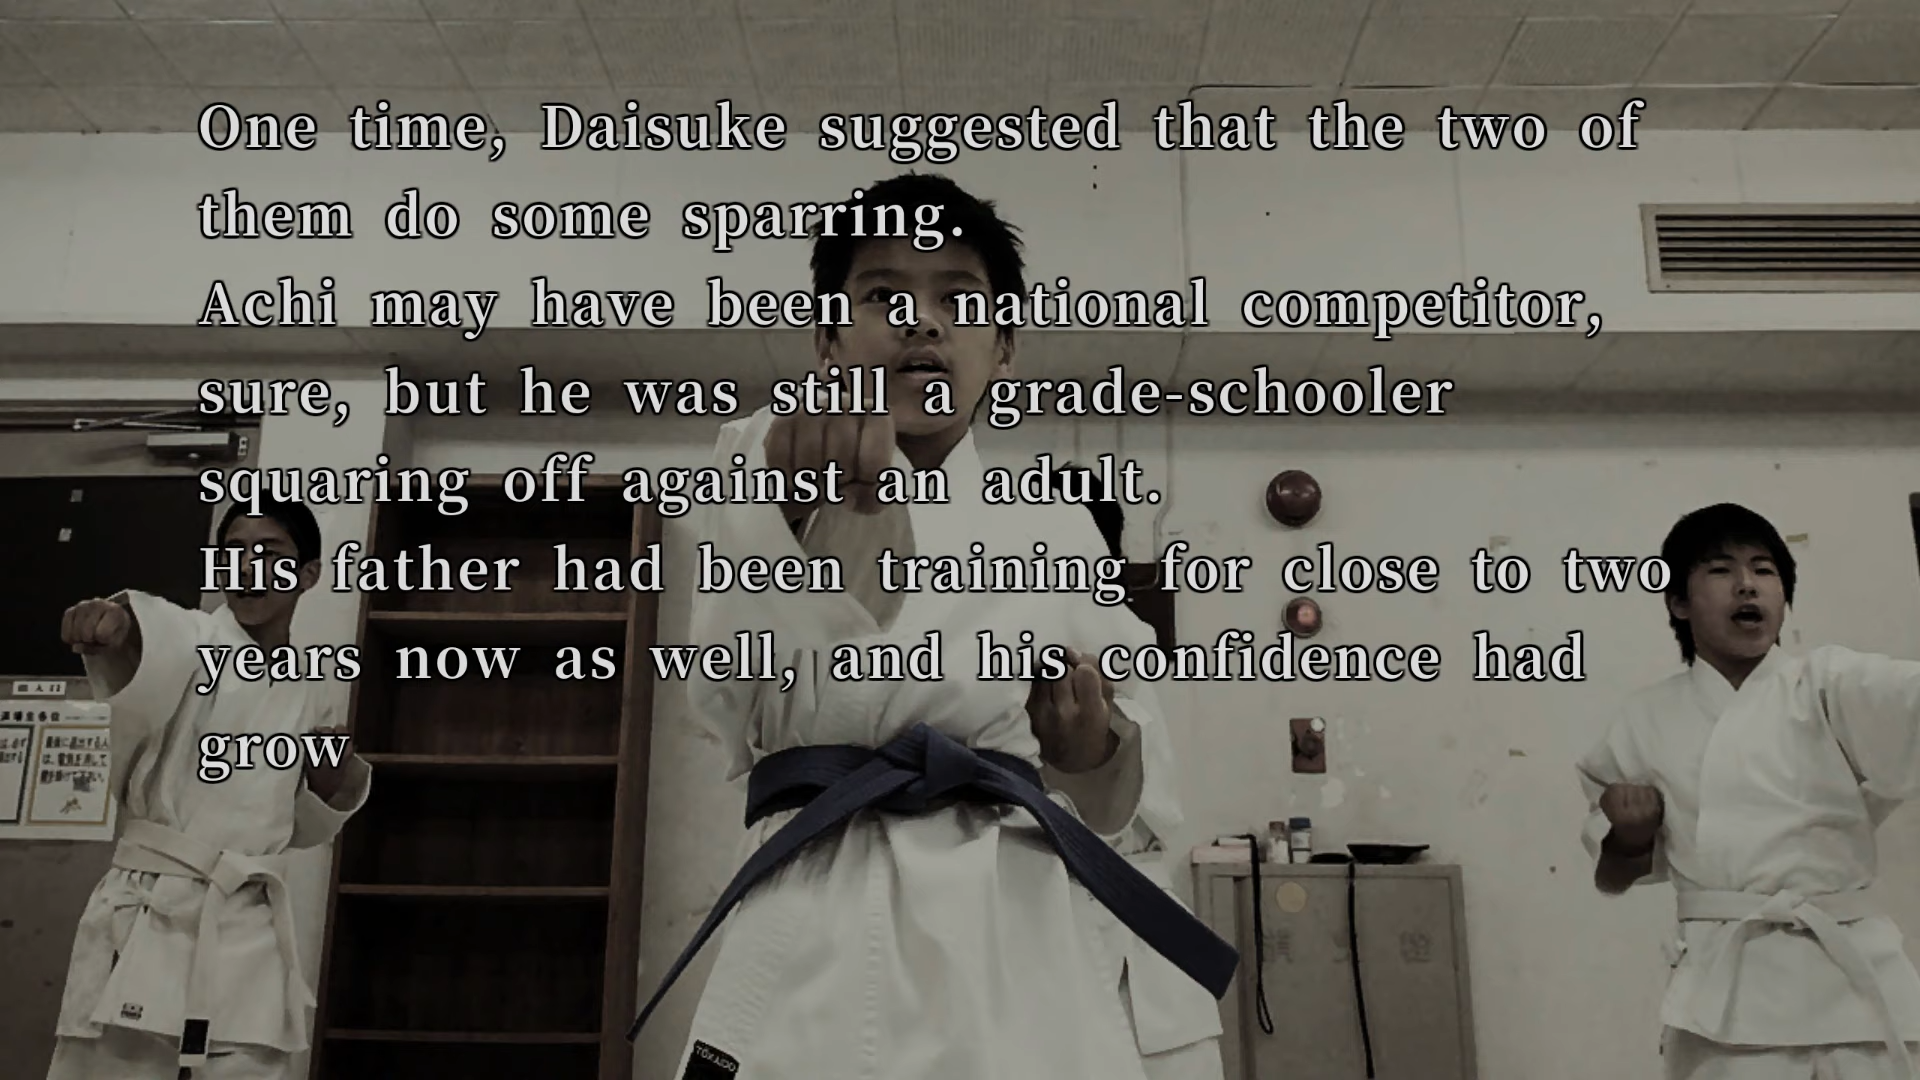 One time, Daisuke suggested that the two of
them do some sparring.
Achi may have been a national competitor,
sure, but he was still a grade-schooler
squaring off against an adult.
His father had been training for close to two
years now as well, and his confidence had
grow
TOKAIDO